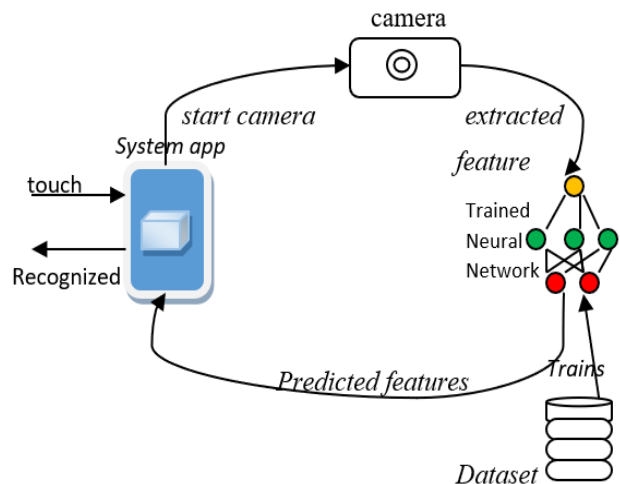 camera
start camera
extracted
feature
System app
touch
Recognized
Trained
Neural
Network
Predicted features
Trains
Dataset